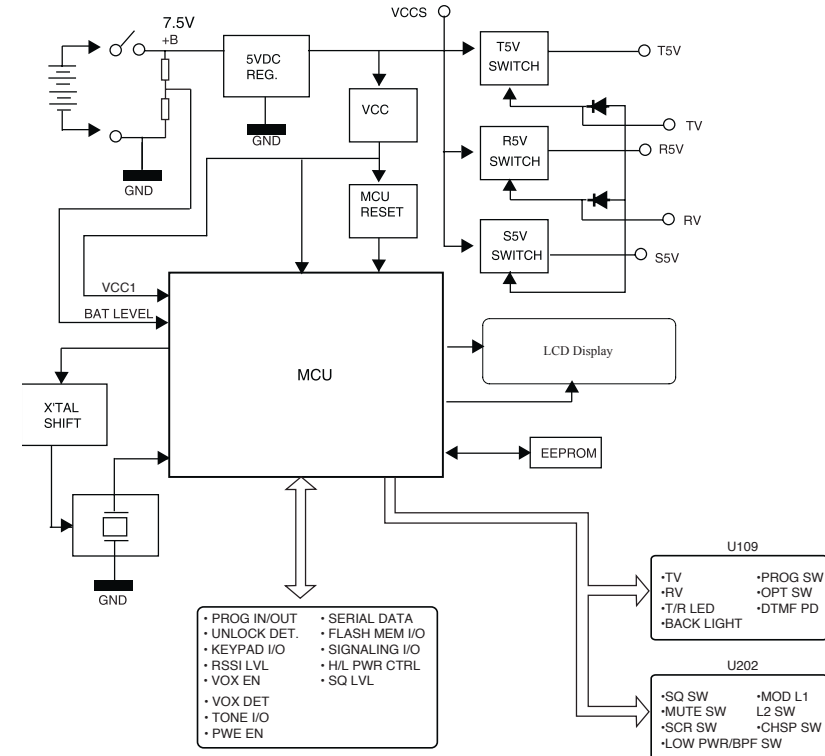 VCCS
7.5V
+B
5VDC
REG.
T5V
SWITCH
T5V
VCC
GND
TV
R5V
SWITCH
R5V
GND
MCU
RESET
RV
S5V
SWITCH
S5V
VCC1
BAT LEVEL
LCD Display
MCU
X'TAL
SHIFT
EEPROM
GND
U109
•TV
•RV
•T/R LED
•BACK LIGHT
•PROG SW
•OPT SW
•DTMF PD
• PROG IN/OUT
• UNLOCK DET.
• KEYPAD I/O
• RSSI LVL
• VOX EN
• VOX DET
• TONE I/O
• PWE EN
• SERIAL DATA
• FLASH MEM I/O
• SIGNALING I/O
• H/L PWR CTRL
• SQ LVL
U202
•SQ SW
•MUTE SW
•SCR SW
•LOW PWR/BPF SW
•MOD L1
L2 SW
•CHSP SW